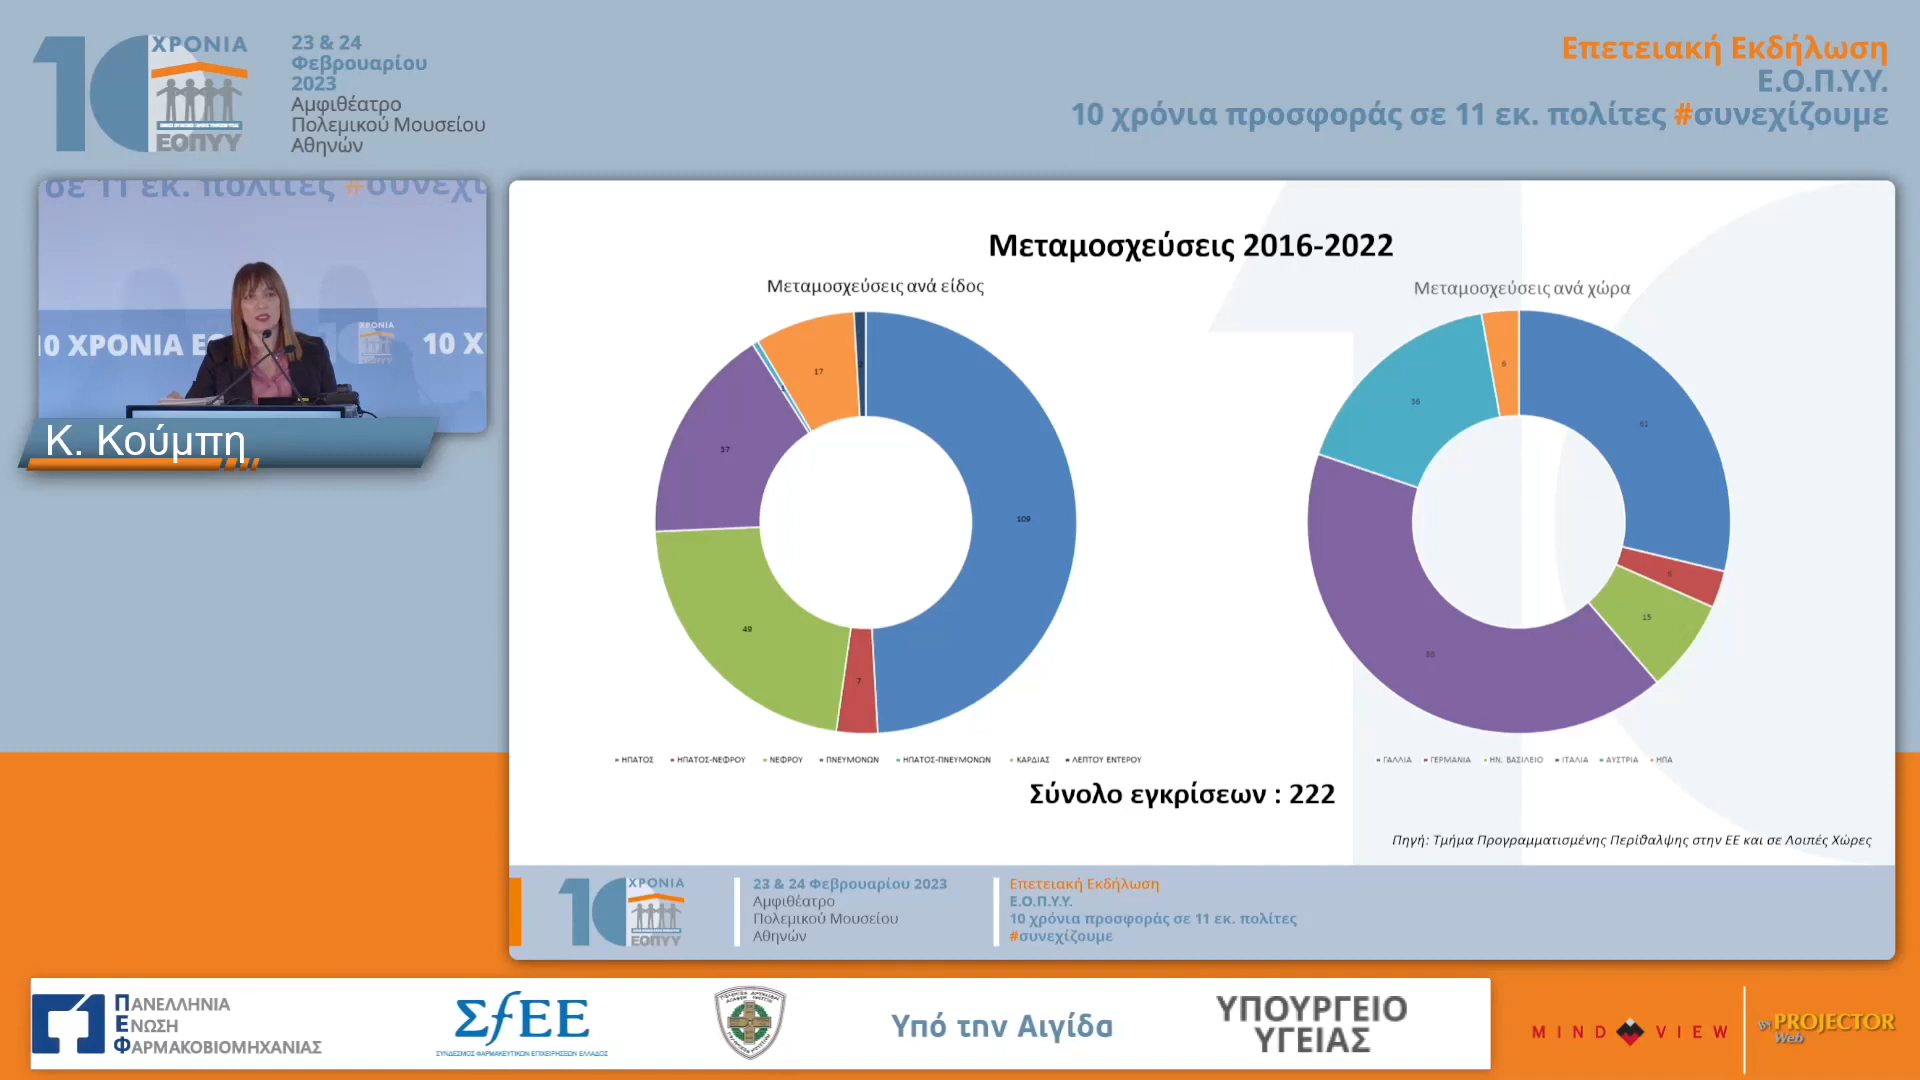 ΧΡΟΝΙΑ
10
ΕΟΠΥΥ
23 & 24
Φεβρουαρίου
2023
Αμφιθέατρο
Πολεμικού Μουσείου
Αθηνών
Επετειακή Εκδήλωση
Ε.Ο.Π.Υ.Υ.
10 χρόνια προσφοράς σε 11 εκ. πολίτες #συνεχίζουμε
σε 11 εκ. πολίτες #συνεχι
10 ΧΡΟΝΙΑ ΕΟ
ΧΡΟΝΙΑ
10 Χ
Κ. Κούμπη
Μεταμοσχεύσεις 2016-2022
Μεταμοσχεύσεις ανά είδος
17
2
37
109
49
7
ΗΠΑΤΟΣ ΗΠΑΤΟΣ-ΝΕΦΡΟΥ ΝΕΦΡΟΥ ΠΝΕΥΜΟΝΩΝ ΗΠΑΤΟΣ-ΠΝΕΥΜΟΝΩΝ ΚΑΡΔΙΑΣ ΛΕΠΤΟΥ ΕΝΤΕΡΟΥ
Μεταμοσχεύσεις ανά χώρα
6
36
15
ΓΑΛΛΙΑ ΓΕΡΜΑΝΙΑ ΗΝ. ΒΑΣΙΛΕΙΟ ΙΤΑΛΙΑ ΑΥΣΤΡΙΑ ΗΠΑ
Σύνολο εγκρίσεων : 222
Πηγή: Τμήμα Προγραμματισμένης Περίθαλψης στην ΕΕ και σε Λοιπές Χώρες
ΧΡΟΝΙΑ
10
ΕΟΠΥΥ
23 & 24 Φεβρουαρίου 2023
Αμφιθέατρο
Πολεμικού Μουσείου
Αθηνών
Επετειακή Εκδήλωση
Ε.Ο.Π.Υ.Υ.
10 χρόνια προσφοράς σε 11 εκ. πολίτες
#συνεχίζουμε
ΠΑΝΕΛΛΗΝΙΑ
ΕΝΩΣΗ
ΦΑΡΜΑΚΟΒΙΟΜΗΧΑΝΙΑΣ
ΣfΕΕ
ΣΥΝΔΕΣΜΟΣ ΦΑΡΜΑΚΕΥΤΙΚΩΝ ΕΠΙΧΕΙΡΗΣΕΩΝ ΕΛΛΑΔΟΣ
Υπό την Αιγίδα
ΥΠΟΥΡΓΕΙΟ
ΥΓΕΙΑΣ
MIND VIEW
PROJECTOR
Web